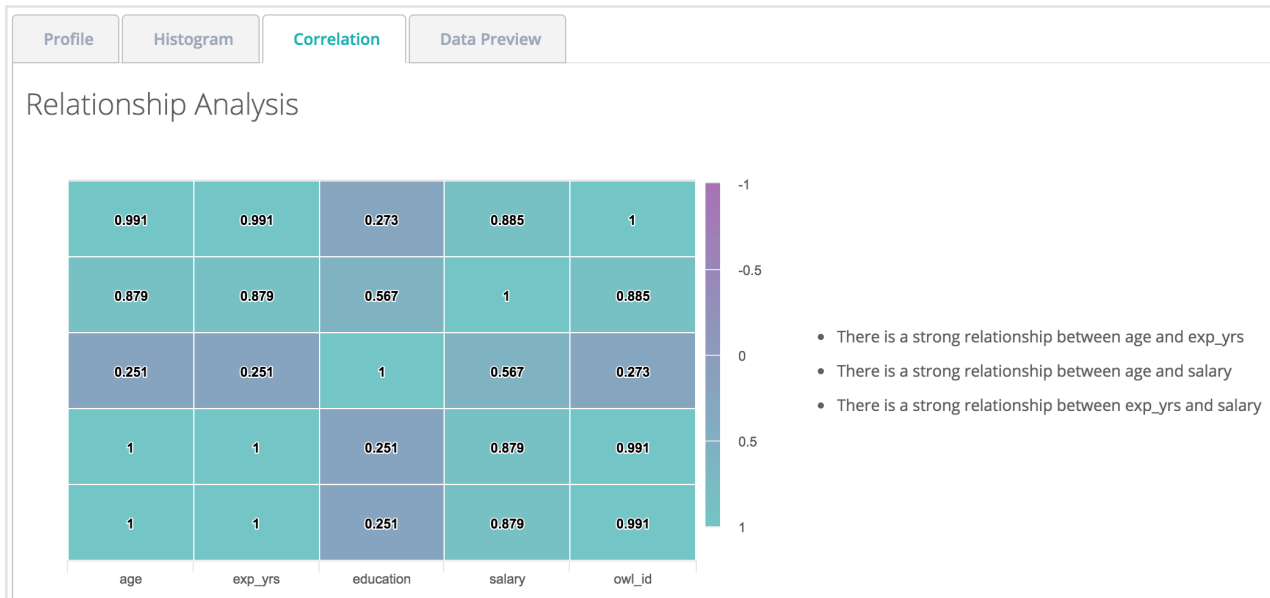 Profile Histogram Correlation Data Preview
Relationship Analysis
0.991 0.991 0.273 0.885 1
0.879 0.879 0.567 1 0.885
0.251 0.251 1 0.567 0.273
1 1 0.251 0.879 0.991
1 1 0.251 0.879 0.991
age exp_yrs education salary owl_id
-1
-0.5
0
0.5
1
• There is a strong relationship between age and exp_yrs
• There is a strong relationship between age and salary
• There is a strong relationship between exp_yrs and salary